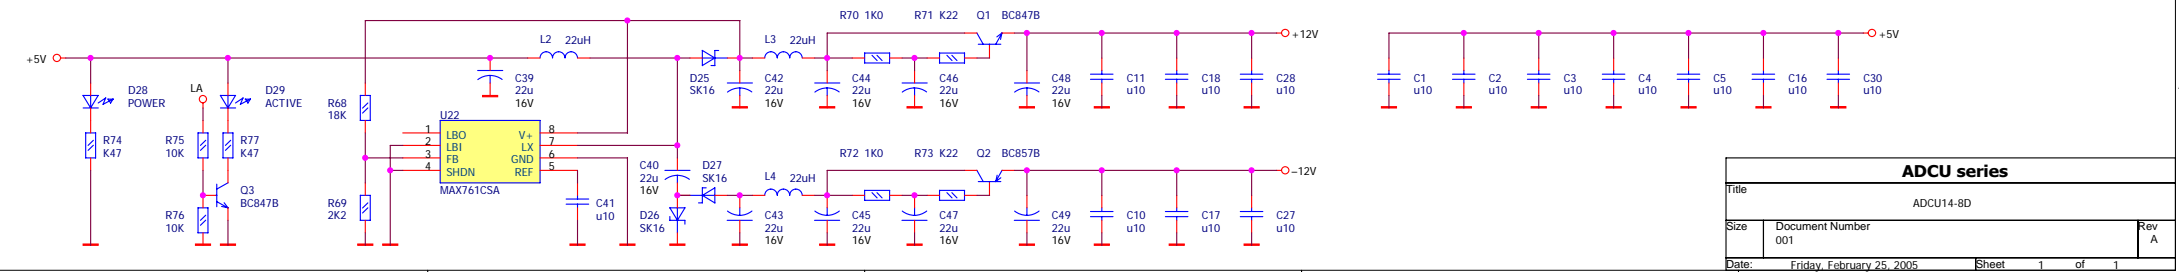 +5V
D28
POWER
R74
K47
LA
R75
10K
R76
10K
D29
ACTIVE
R77
K47
Q3
BC847B
R68
18K
R69
2K2
U22
1 LBO V+ 8
2 LBI LX 7
3 FB GND 6
4 SHDN REF 5
MAX761CSA
C39
22u
16V
L2 22uH
C41
u10
C40
22u
16V
D25
SK16
D27
SK16
D26
SK16
L3 22uH
C42
22u
16V
R70 1K0 R71 K22 Q1 BC847B
C44
22u
16V
C46
22u
16V
C48
22u
16V
C11
u10
C18
u10
C28
u10
+12V
L4 22uH
C43
22u
16V
R72 1K0 R73 K22 Q2 BC857B
C45
22u
16V
C47
22u
16V
C49
22u
16V
C10
u10
C17
u10
C27
u10
-12V
C1
u10
C2
u10
C3
u10
C4
u10
C5
u10
C16
u10
C30
u10
+5V
ADCU series
Title
ADCU14-8D
Size Document Number Rev
001 A
Date: Friday, February 25, 2005 Sheet 1 of 1